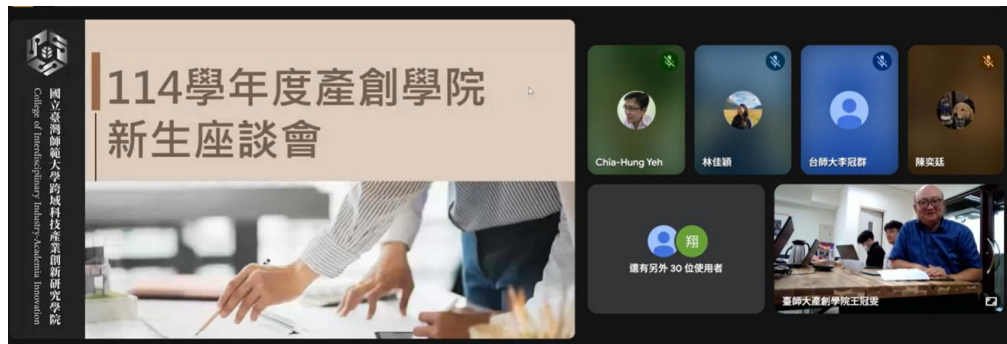 國立臺灣師範大學跨域科技產業創新研究學院
College of Interdisciplinary Industry-Academia Innovation
114學年度產創學院
新生座談會
Chia-Hung Yeh
林佳穎
台師大李冠群
陳奕廷
翔
還有另外 30 位使用者
臺師大產創學院王冠雯